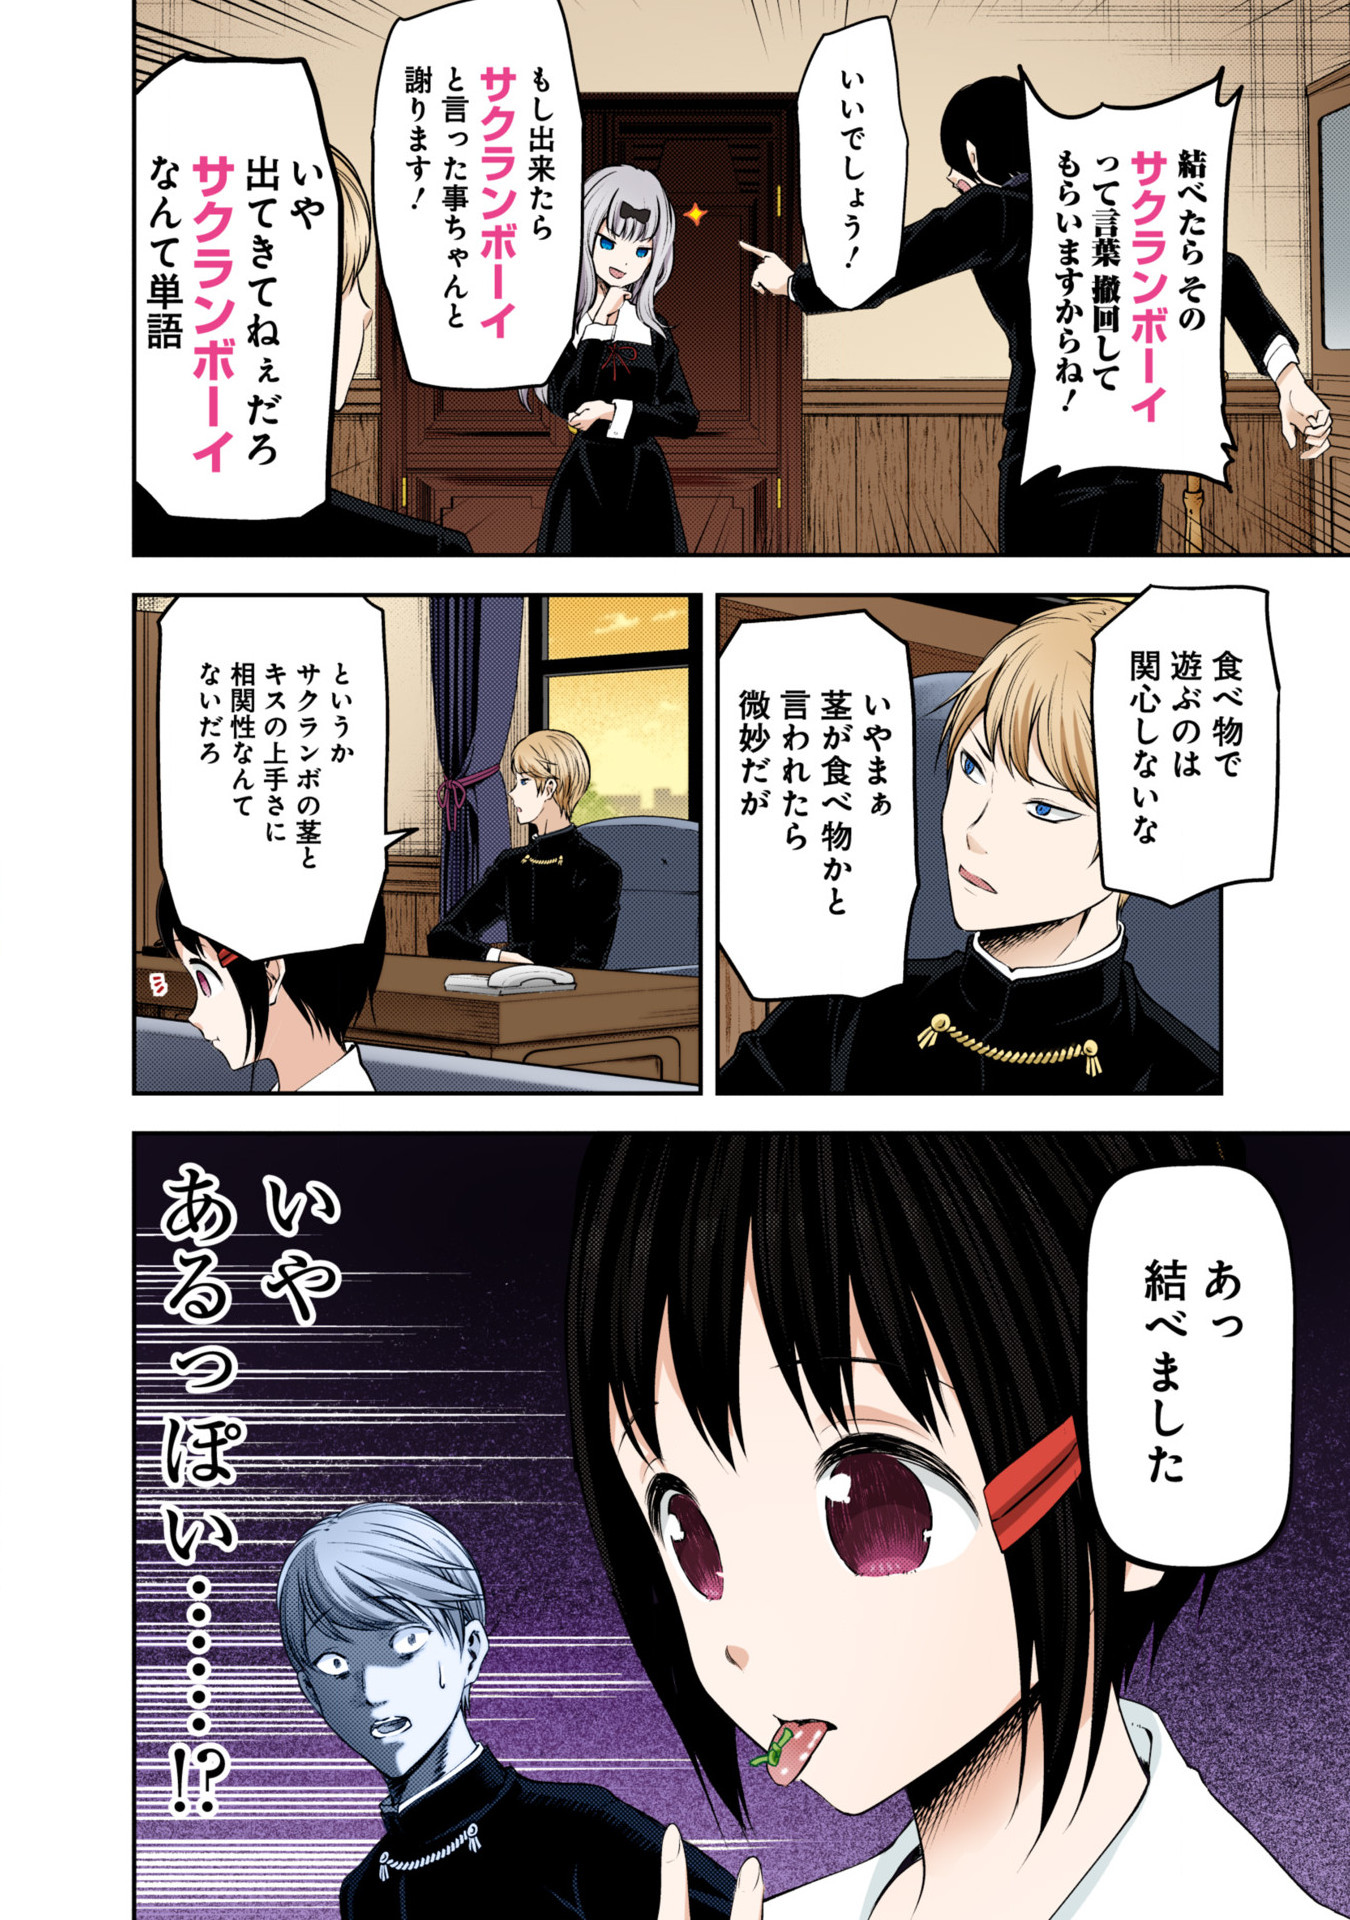 結べたらその
サクランボーイ
って言葉撤回して
もらいますからね！
いいでしょう！
もし出来たら
サクランボーイ
と言った事ちゃんと
謝ります！
いや
出てきてねぇだろ
サクランボーイ
なんて単語
食べ物で
遊ぶのは
関心しないな
いやまぁ
茎が食べ物かと
言われたら
微妙だが
というか
サクランボの茎と
キスの上手さに
相関性なんて
ないだろ
あっ
結べました
いや
あるっぽい………!?